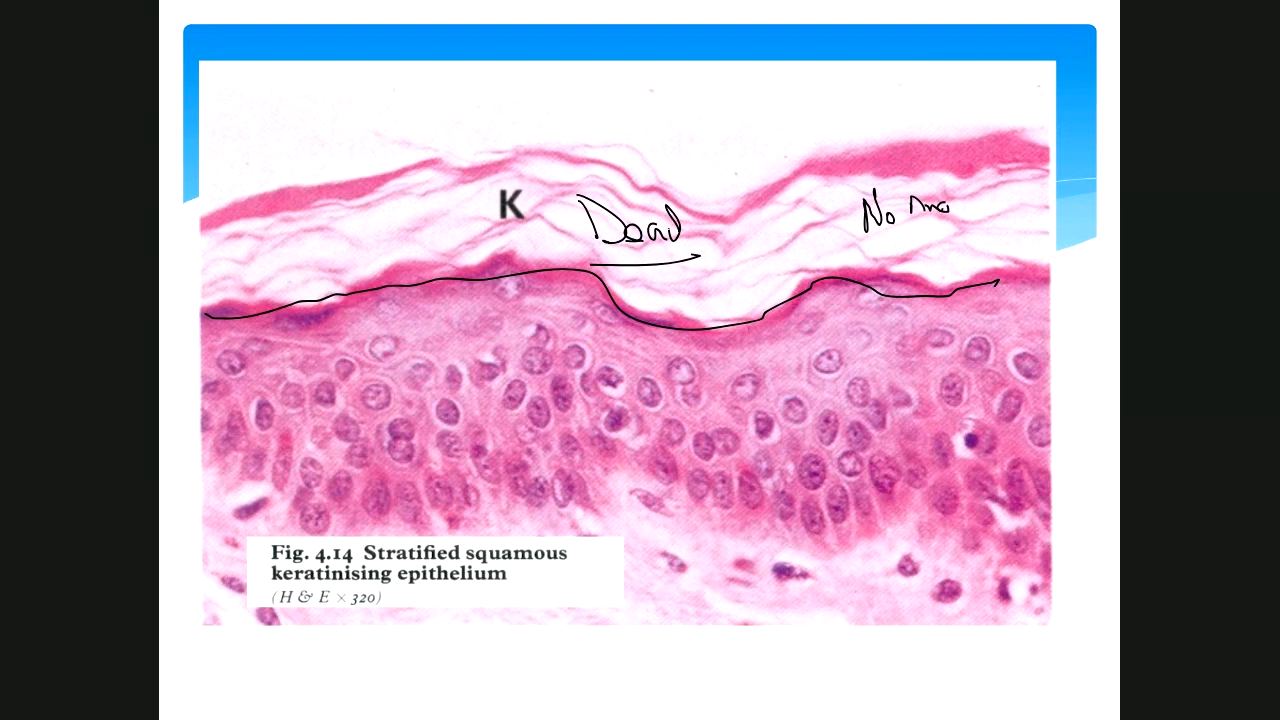 K
Dead
No
Fig. 4.14 Stratified squamous
keratinising epithelium
(H & E × 320)